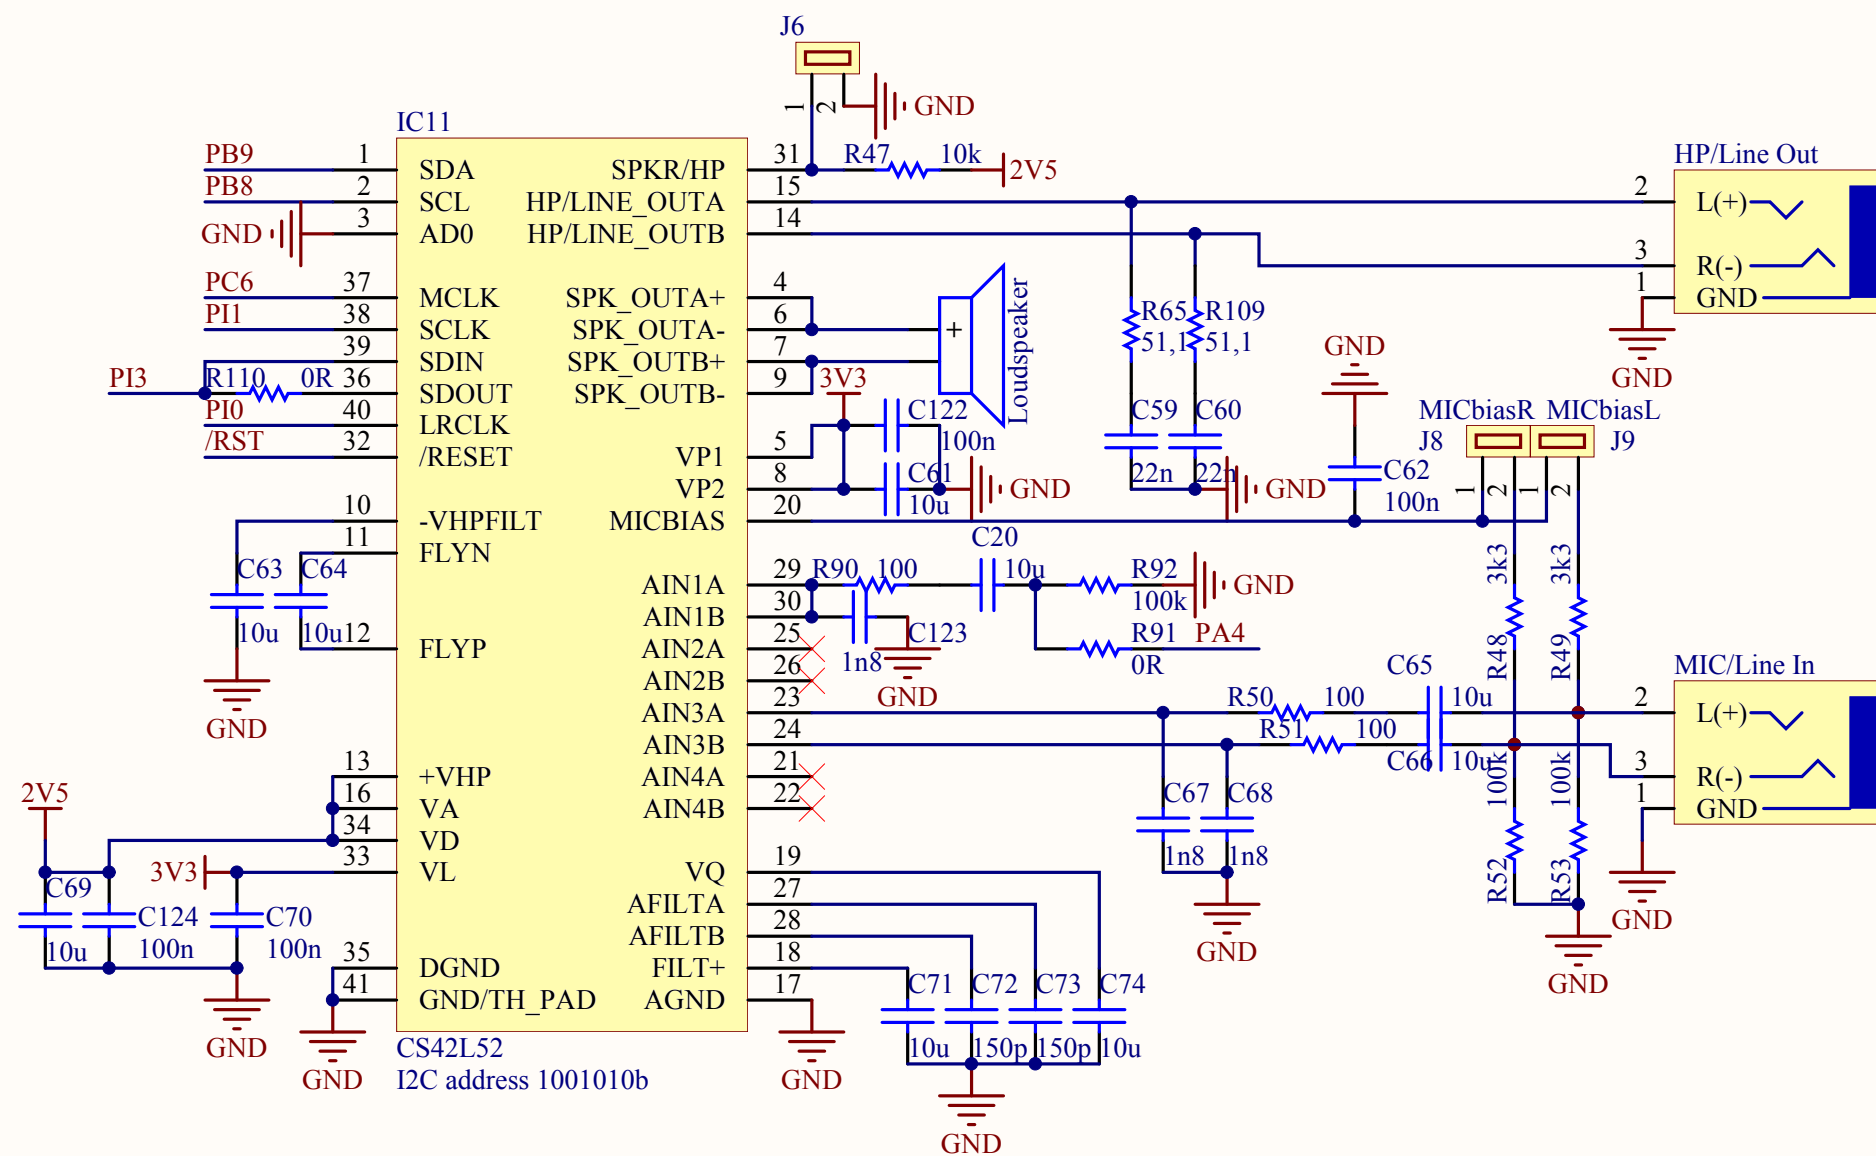 J6
1
2
GND
IC11
PB9
1
SDA
SPKR/HP
31
R47
10k
2V5
HP/Line Out
PB8
2
SCL
HP/LINE_OUTA
15
2
L(+)
GND
3
AD0
HP/LINE_OUTB
14
3
R(-)
PC6
37
MCLK
SPK_OUTA+
4
1
GND
PI1
38
SCLK
SPK_OUTA-
6
+
Loudspeaker
R65
51,1
R109
51,1
GND
39
SDIN
SPK_OUTB+
7
GND
PI3
R110
0R
36
SDOUT
SPK_OUTB-
9
3V3
PI0
40
LRCLK
C122
100n
C59
C60
MICbiasR
MICbiasL
/RST
32
/RESET
VP1
5
J8
J9
VP2
8
C61
10u
GND
22n
22n
GND
C62
100n
1
2
1
2
10
-VHPFILT
MICBIAS
20
11
FLYN
C20
C63
10u
C64
10u
AIN1A
29
R90
100
10u
R92
100k
GND
3k3
3k3
AIN1B
30
C123
1n8
GND
12
FLYP
AIN2A
25
R91
0R
PA4
R48
R49
AIN2B
26
C65
MIC/Line In
GND
AIN3A
23
R50
100
10u
2
L(+)
AIN3B
24
R51
100
C66
10u
3
R(-)
13
+VHP
AIN4A
21
100k
100k
2V5
16
VA
AIN4B
22
C67
C68
1
GND
34
VD
1n8
1n8
3V3
33
VL
VQ
19
R52
R53
C69
10u
C124
100n
C70
100n
AFILTA
27
GND
AFILTB
28
GND
35
DGND
FILT+
18
C71
C72
C73
C74
GND
41
GND/TH_PAD
AGND
17
GND
GND
GND
10u
150p
150p
10u
CS42L52
I2C address 1001010b
GND